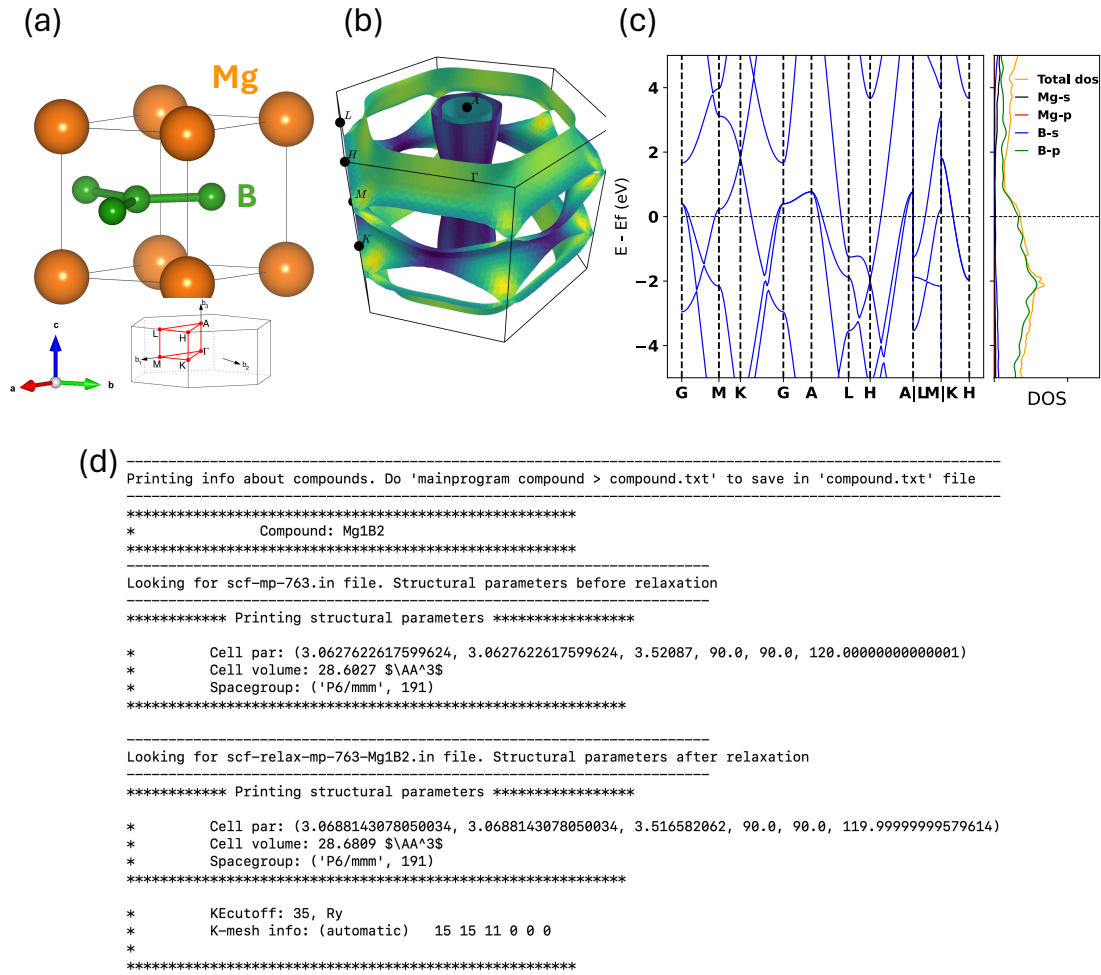 (a)
Mg
B
c
a
b
b₃
A
L
H
Γ
M
K
b₁
b₂
(b)
A
L
H
Γ
M
K
(c)
E - Ef (eV)
4
2
0
−2
−4
G M K G A L H A|L M|K H
Total dos
Mg-s
Mg-p
B-s
B-p
DOS
(d)
Printing info about compounds. Do 'mainprogram compound > compound.txt' to save in 'compound.txt' file
*******************************************************
* Compound: Mg1B2
*******************************************************
Looking for scf-mp-763.in file. Structural parameters before relaxation
************ Printing structural parameters *****************
* Cell par: (3.0627622617599624, 3.0627622617599624, 3.52087, 90.0, 90.0, 120.00000000000001)
* Cell volume: 28.6027 $\AA^3$
* Spacegroup: ('P6/mmm', 191)
*************************************************************
Looking for scf-relax-mp-763-Mg1B2.in file. Structural parameters after relaxation
************ Printing structural parameters *****************
* Cell par: (3.0688143078050034, 3.0688143078050034, 3.516582062, 90.0, 90.0, 119.99999999579614)
* Cell volume: 28.6809 $\AA^3$
* Spacegroup: ('P6/mmm', 191)
*************************************************************
* KEcutoff: 35, Ry
* K-mesh info: (automatic) 15 15 11 0 0 0
*
*******************************************************